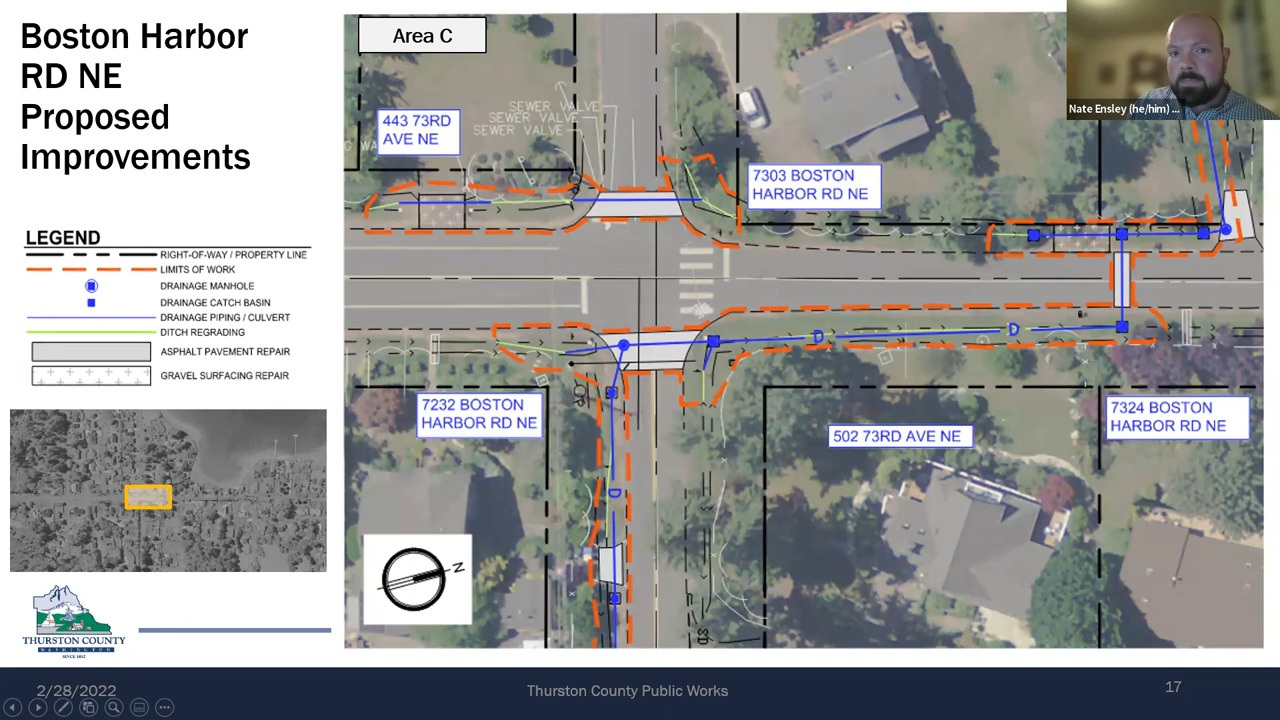 Boston Harbor
RD NE
Proposed
Improvements
Area C
Nate Ensley (he/him) ...
SEWER VALVE
SEWER VALVE
SEWER VALVE
443 73RD
AVE NE
7303 BOSTON
HARBOR RD NE
LEGEND
RIGHT-OF-WAY / PROPERTY LINE
LIMITS OF WORK
DRAINAGE MANHOLE
DRAINAGE CATCH BASIN
DRAINAGE PIPING / CULVERT
DITCH REGRADING
ASPHALT PAVEMENT REPAIR
GRAVEL SURFACING REPAIR
D
D
7232 BOSTON
HARBOR RD NE
502 73RD AVE NE
7324 BOSTON
HARBOR RD NE
D
N
THURSTON COUNTY
WASHINGTON
SINCE 1852
2/28/2022
Thurston County Public Works
17